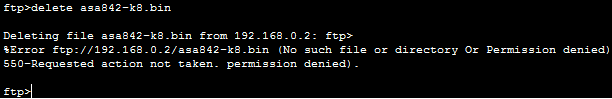 ftp>delete asa842-k8.bin
Deleting file asa842-k8.bin from 192.168.0.2: ftp>
%Error ftp://192.168.0.2/asa842-k8.bin (No such file or directory Or Permission denied)
550-Requested action not taken. permission denied).
ftp>